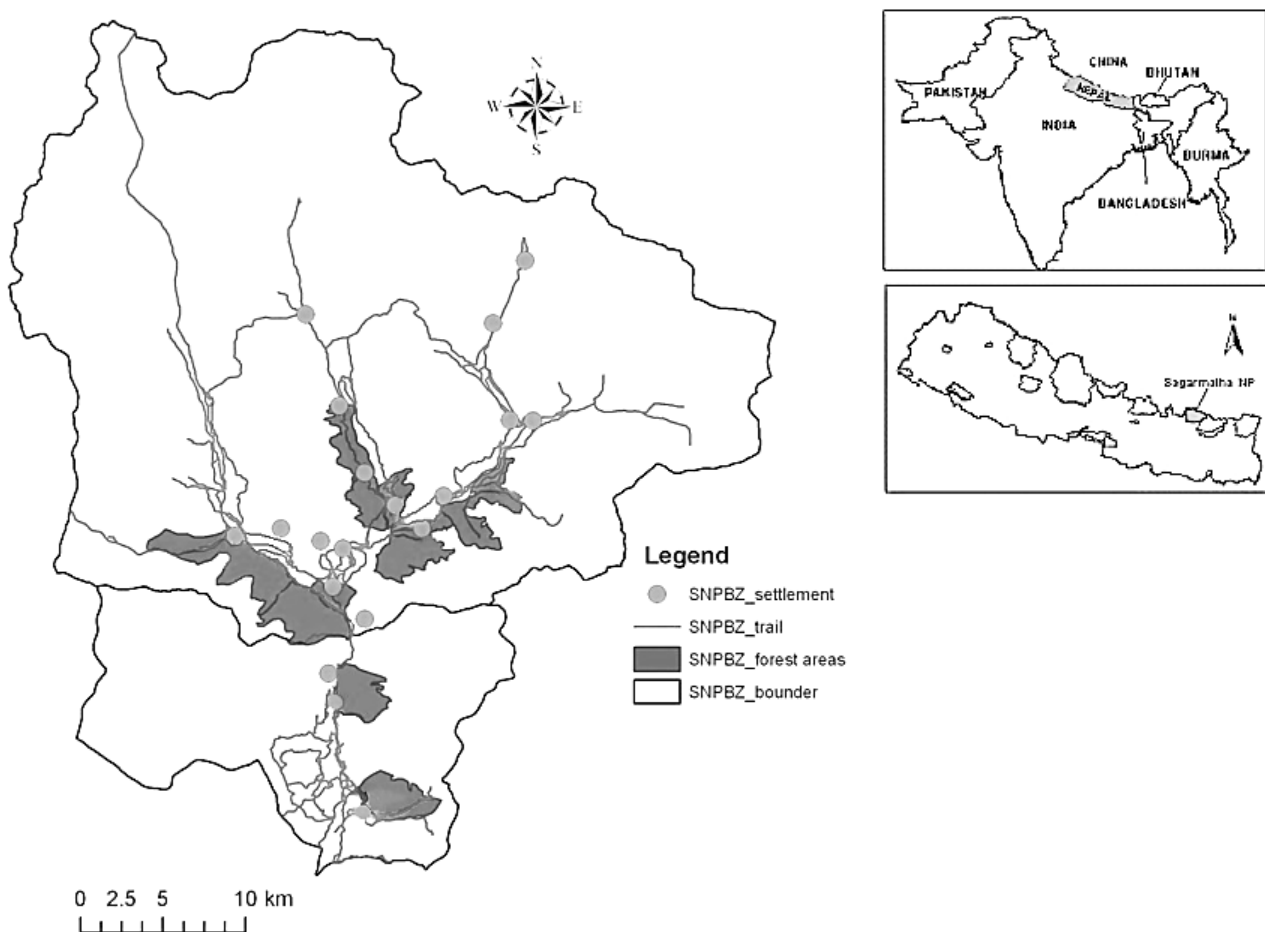 N
W E
S
Legend
SNPBZ_settlement
SNPBZ_trail
SNPBZ_forest areas
SNPBZ_bounder
0 2.5 5 10 km
CHINA
BHUTAN
PAKISTAN
NEPAL
INDIA
BURMA
BANGLADESH
N
Sagarmatha NP